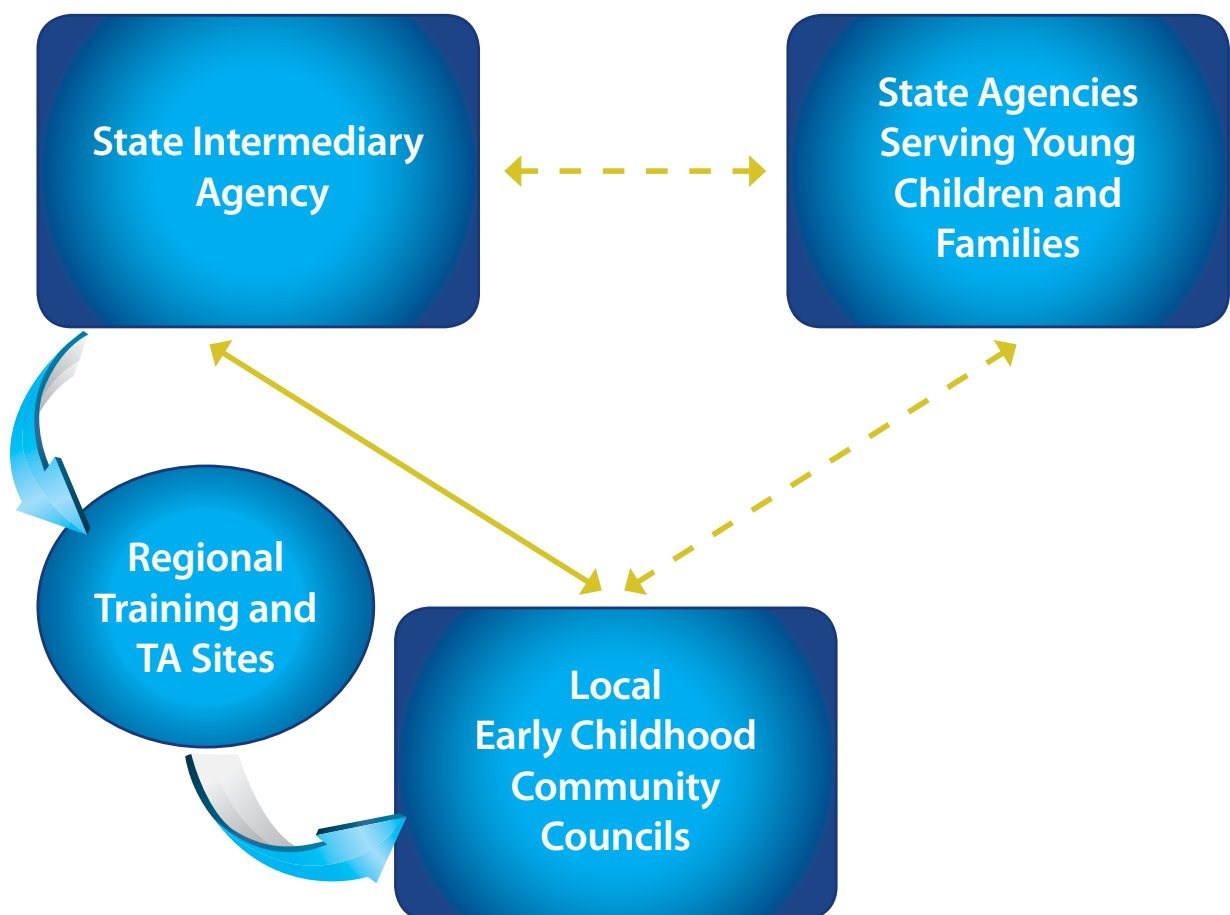 State Intermediary
Agency
State Agencies
Serving Young
Children and
Families
Regional
Training and
TA Sites
Local
Early Childhood
Community
Councils